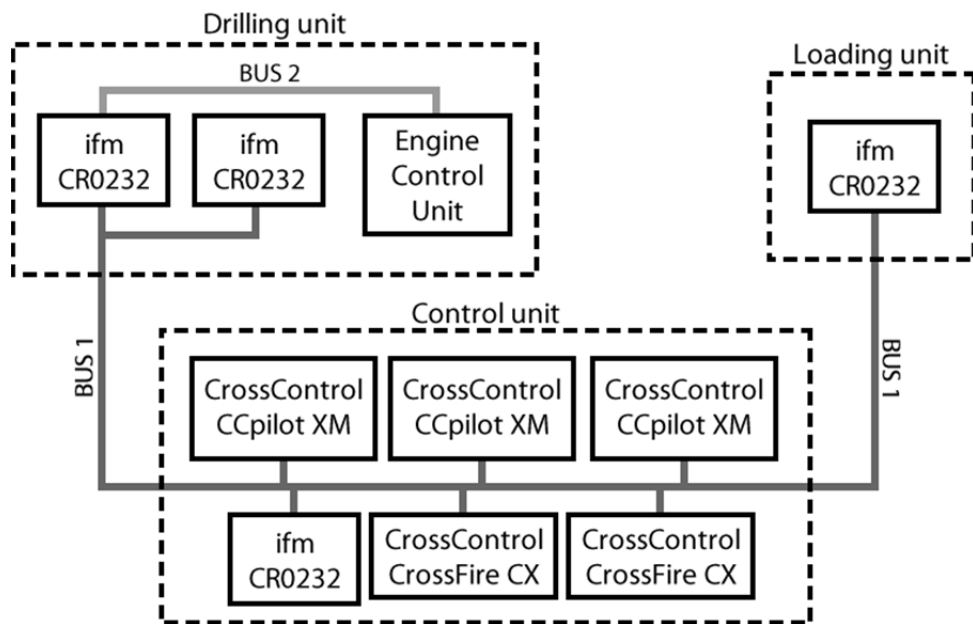 Drilling unit
BUS 2
ifm
CR0232
ifm
CR0232
Engine
Control
Unit
Loading unit
ifm
CR0232
BUS 1
Control unit
BUS 1
CrossControl
CCpilot XM
CrossControl
CCpilot XM
CrossControl
CCpilot XM
ifm
CR0232
CrossControl
CrossFire CX
CrossControl
CrossFire CX